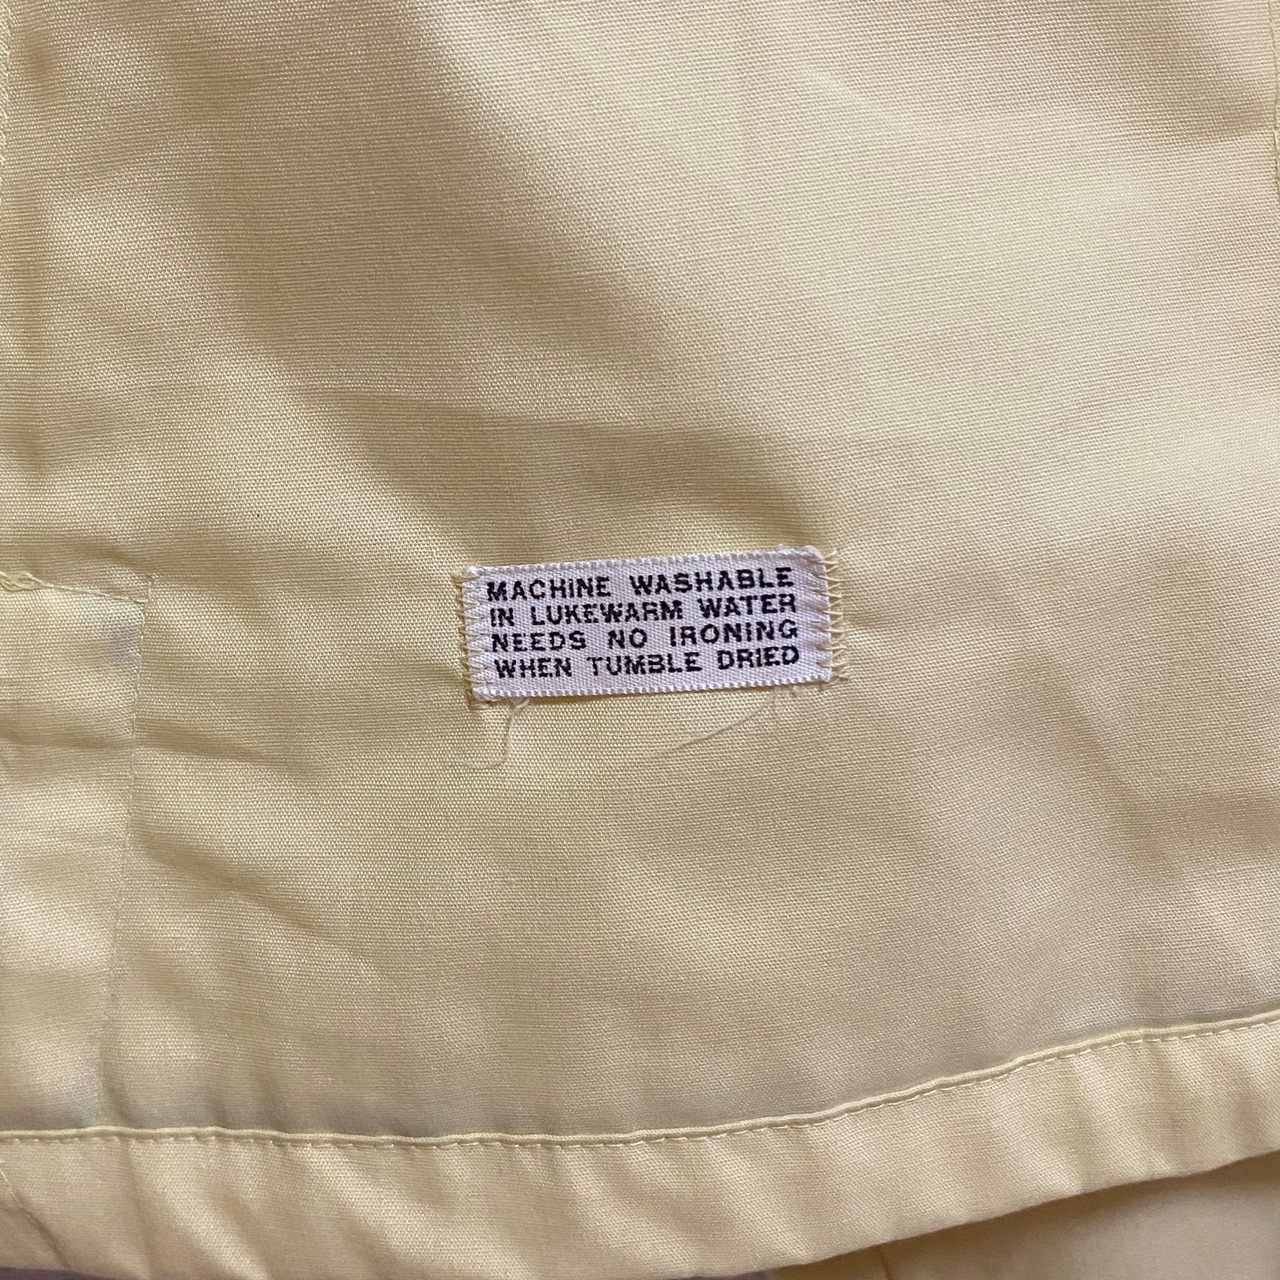 MACHINE WASHABLE
IN LUKEWARM WATER
NEEDS NO IRONING
WHEN TUMBLE DRIED